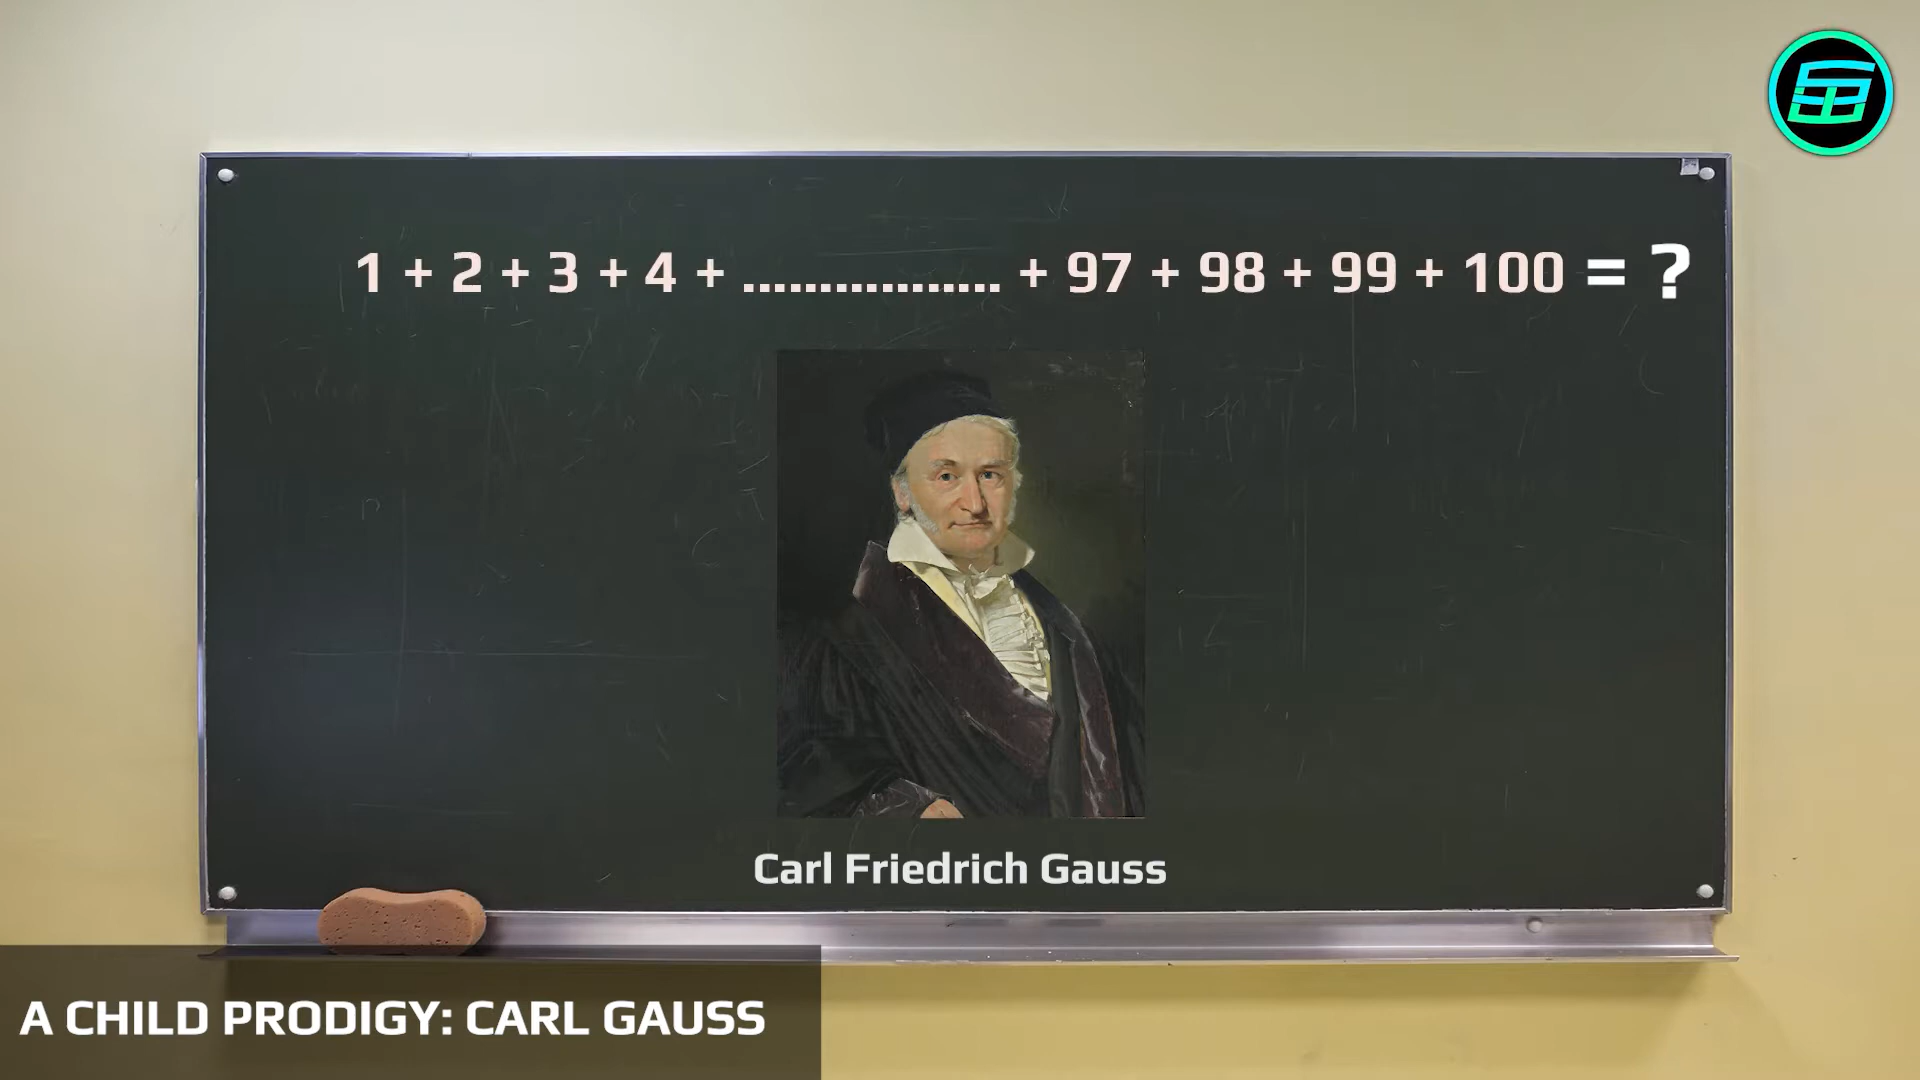 1 + 2 + 3 + 4 + ................. + 97 + 98 + 99 + 100 = ?
Carl Friedrich Gauss
A CHILD PRODIGY: CARL GAUSS